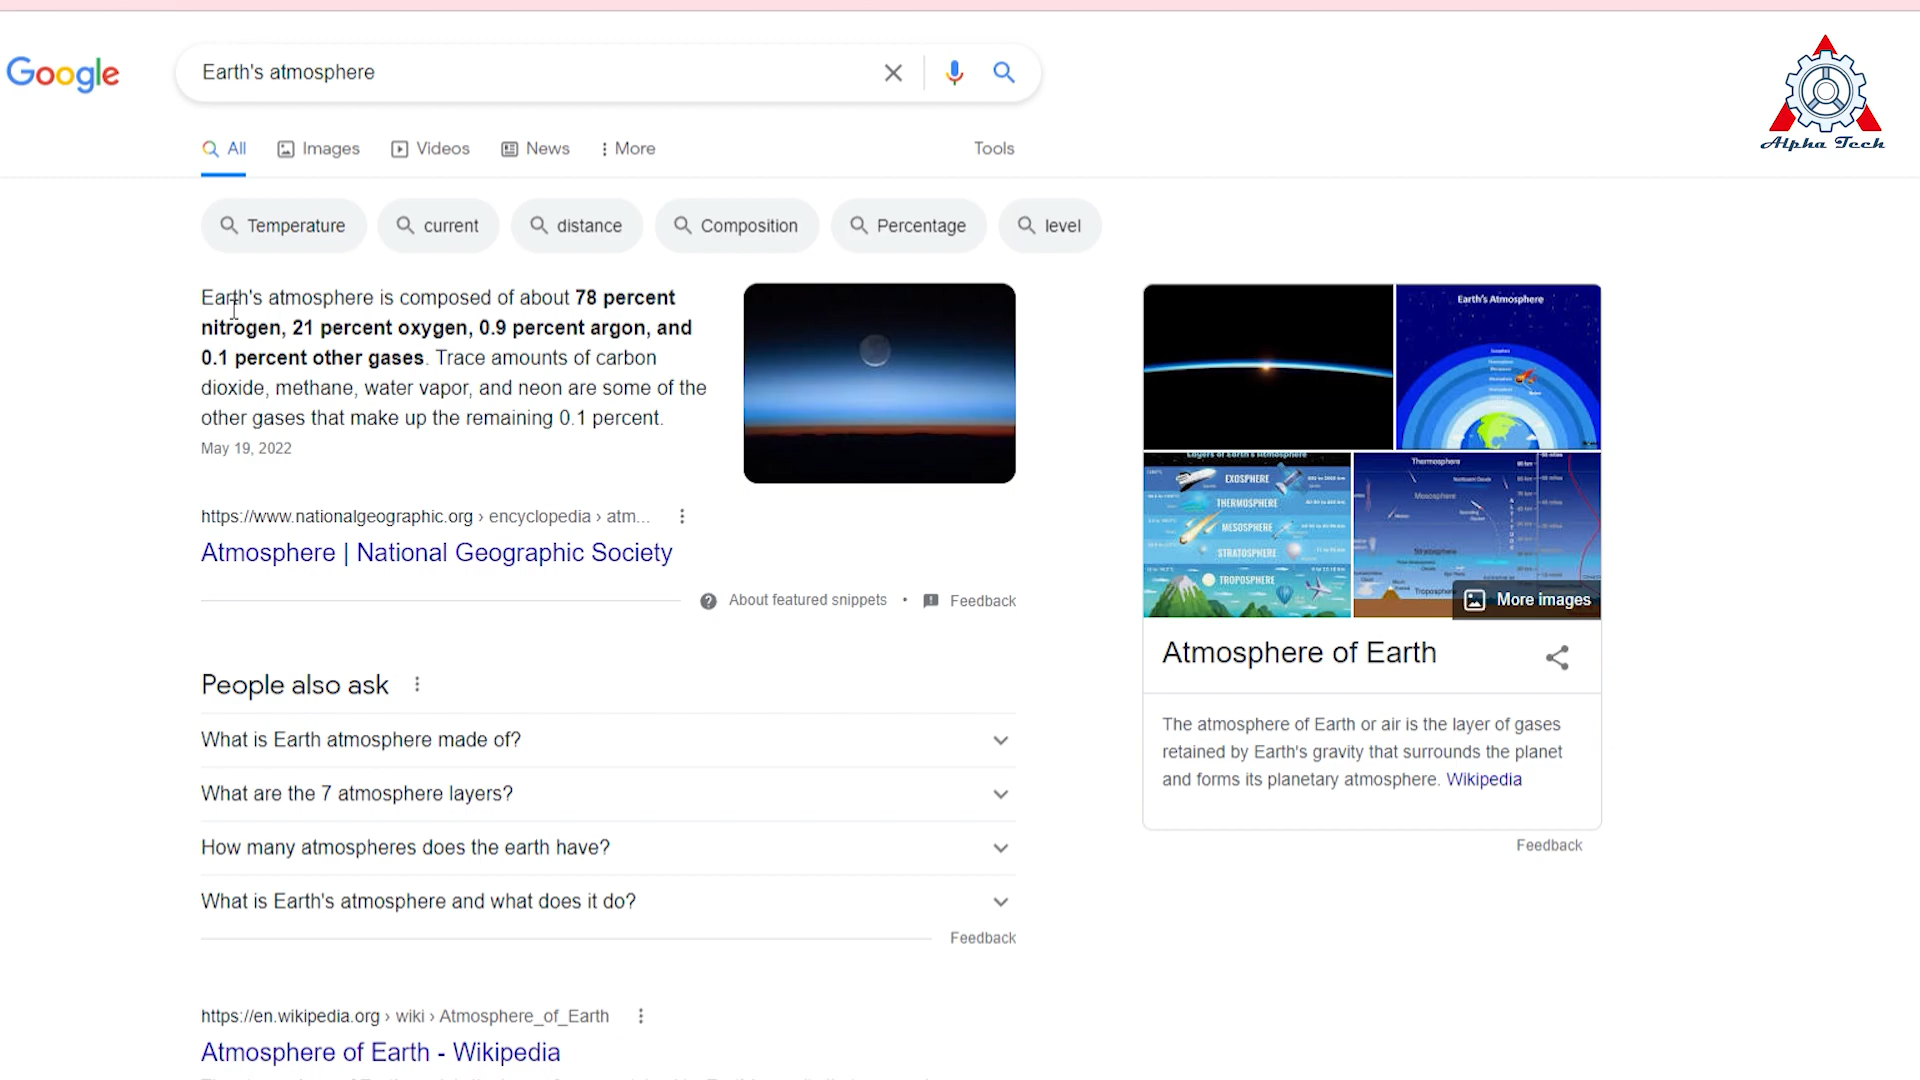 Google
Earth's atmosphere
Alpha Tech
All
Images
Videos
News
More
Tools
Temperature
current
distance
Composition
Percentage
level
Earth's atmosphere is composed of about 78 percent
nitrogen, 21 percent oxygen, 0.9 percent argon, and
0.1 percent other gases. Trace amounts of carbon
dioxide, methane, water vapor, and neon are some of the
other gases that make up the remaining 0.1 percent.
May 19, 2022
https://www.nationalgeographic.org › encyclopedia › atm...
Atmosphere | National Geographic Society
About featured snippets
•
Feedback
People also ask
What is Earth atmosphere made of?
What are the 7 atmosphere layers?
How many atmospheres does the earth have?
What is Earth's atmosphere and what does it do?
Feedback
https://en.wikipedia.org › wiki › Atmosphere_of_Earth
Atmosphere of Earth - Wikipedia
Earth's Atmosphere
Layers of Earth's Atmosphere
EXOSPHERE
THERMOSPHERE
MESOSPHERE
STRATOSPHERE
TROPOSPHERE
Thermosphere
Mesosphere
Stratosphere
More images
Atmosphere of Earth
The atmosphere of Earth or air is the layer of gases
retained by Earth's gravity that surrounds the planet
and forms its planetary atmosphere. Wikipedia
Feedback